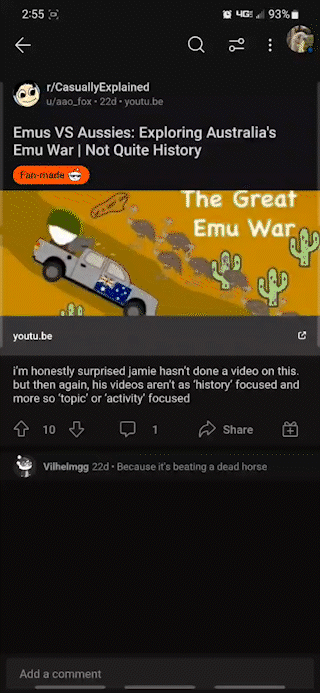 2:55 4G 93%
r/CasuallyExplained
u/aao_fox • 22d • youtu.be
Emus VS Aussies: Exploring Australia's
Emu War | Not Quite History
Fan-made
The Great
Emu War
youtu.be
i'm honestly surprised jamie hasn't done a video on this.
but then again, his videos aren't as 'history' focused and
more so 'topic' or 'activity' focused
10 1 Share
Vilhelmgg 22d • Because it's beating a dead horse
Add a comment